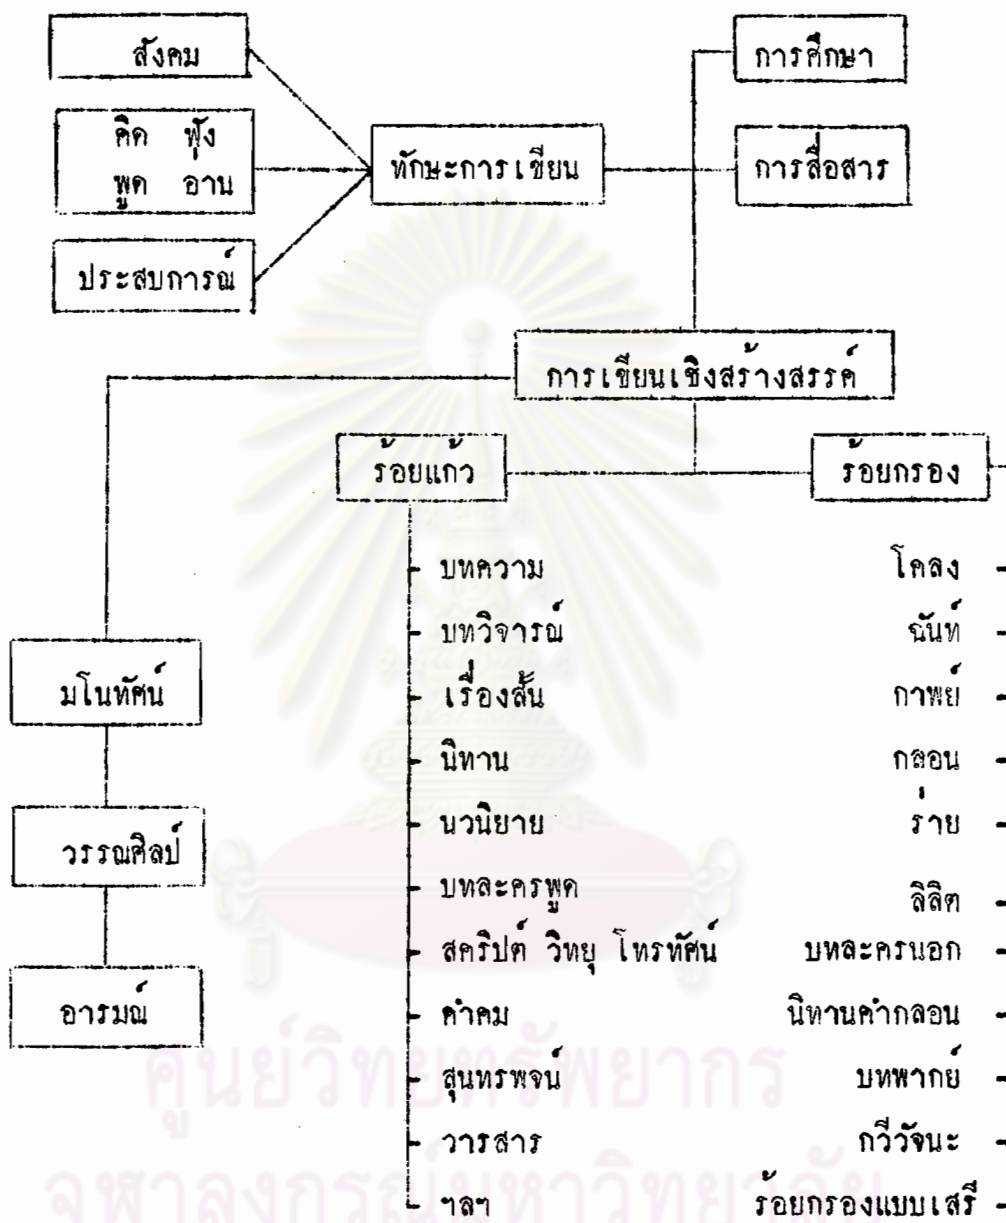 สังคม
คิด ฟัง
พูด อ่าน
ประสบการณ์
ทักษะการเขียน
การศึกษา
การสื่อสาร
การเขียนเชิงสร้างสรรค์
ร้อยแก้ว
ร้อยกรอง
มโนทัศน์
วรรณศิลป์
อารมณ์
บทความ
บทวิจารณ์
เรื่องสั้น
นิทาน
นวนิยาย
บทละครพูด
สคริปต์ วิทยุ โทรทัศน์
คำคม
สุนทรพจน์
วารสาร
ฯลฯ
โคลง
ฉันท์
กาพย์
กลอน
ร่าย
ลิลิต
บทละครนอก
นิทานคำกลอน
บทพากย์
กวีวัจนะ
ร้อยกรองแบบเสรี
ศูนย์วิทยทรัพยากร
จุฬาลงกรณ์มหาวิทยาลัย